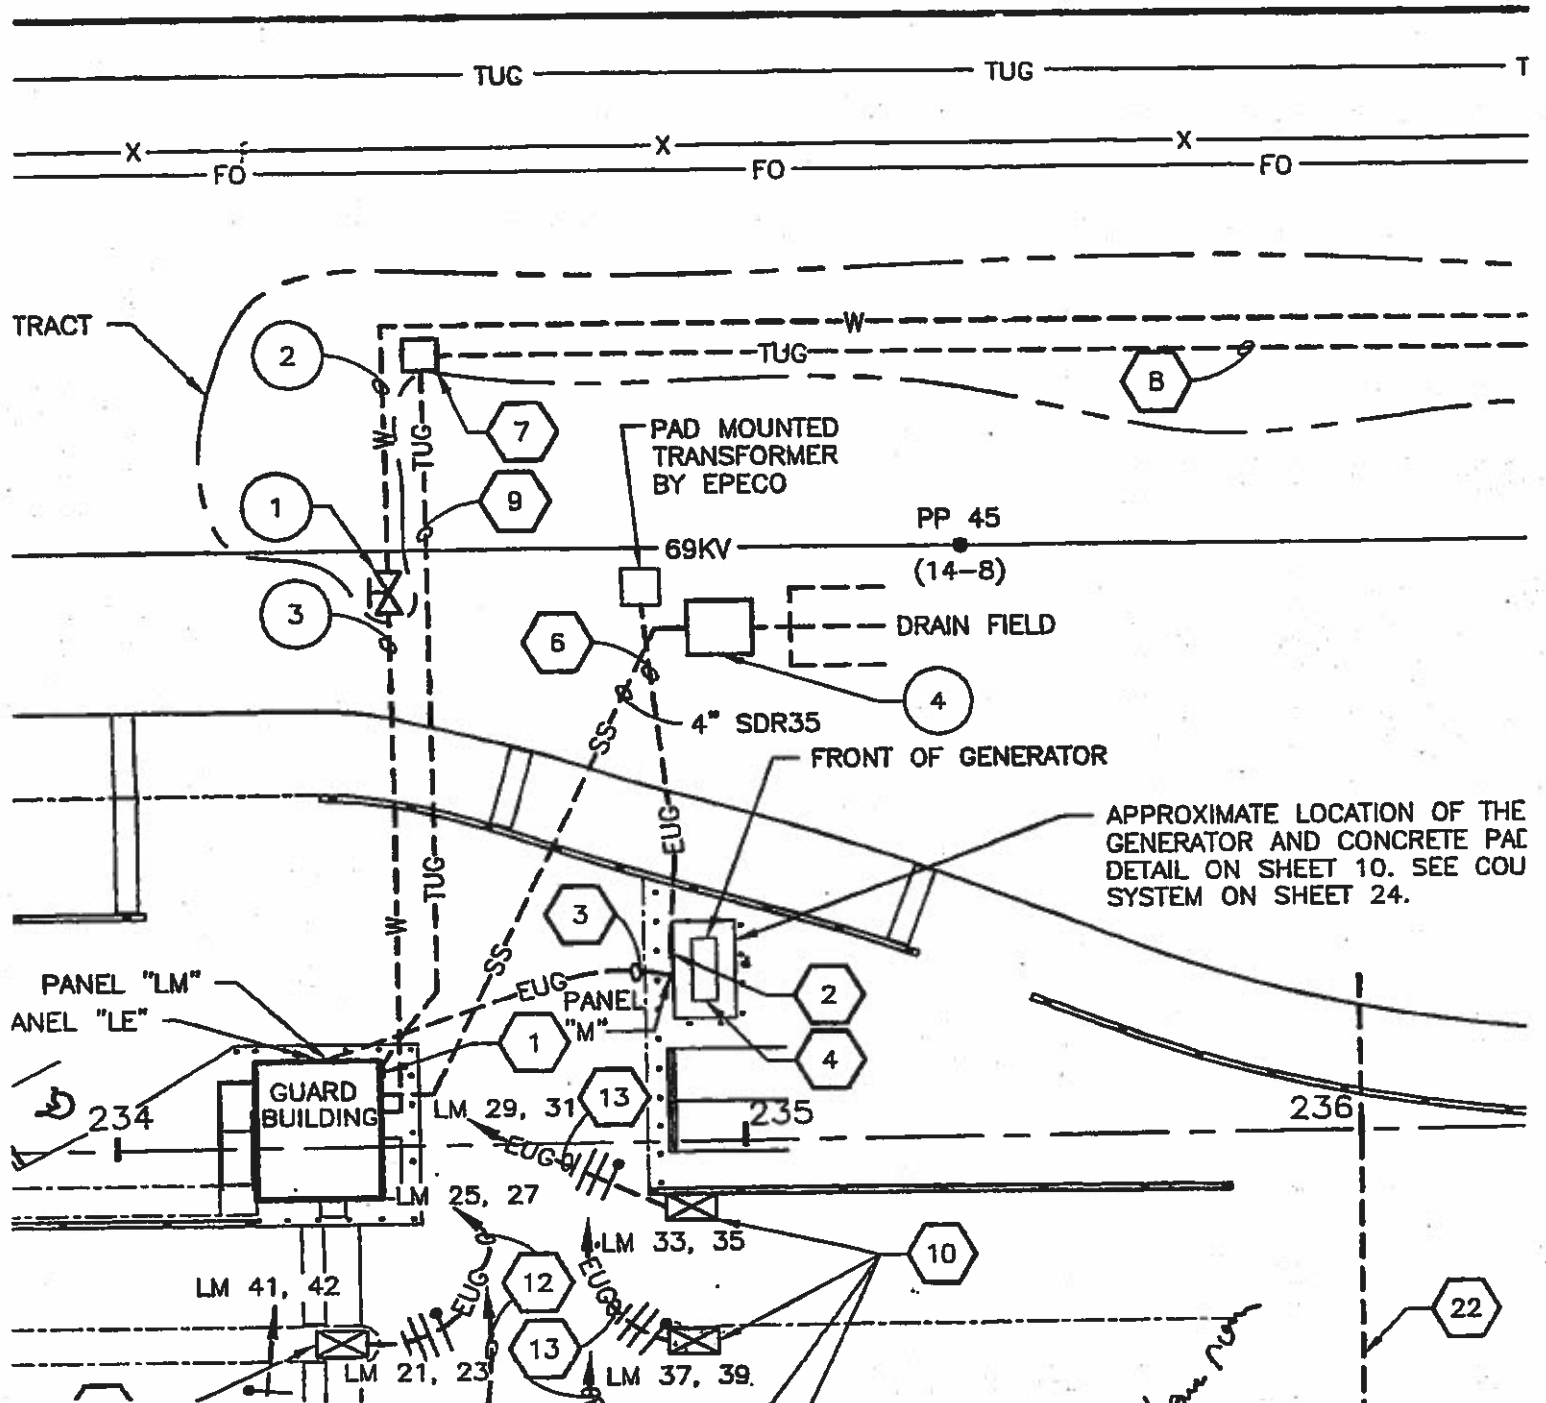 TUG TUG T
X X X
FO FO FO
TRACT
W
2
TUG
B
7
W
TUG
PAD MOUNTED
TRANSFORMER
BY EPECO
9
1
PP 45
69KV
(14-8)
3
6
DRAIN FIELD
4
4" SDR35
SS
FRONT OF GENERATOR
EUG
APPROXIMATE LOCATION OF THE
GENERATOR AND CONCRETE PAD
DETAIL ON SHEET 10. SEE COU
SYSTEM ON SHEET 24.
TUG
W
3
SS
PANEL "LM"
EUG
PANEL
"M"
2
ANEL "LE"
1
4
GUARD
BUILDING
13
LM 29, 31
234
235
236
EUG
LM 25, 27
LM 33, 35
10
LM 41, 42
EUG
12
EUG
22
13
LM 21, 23
LM 37, 39.